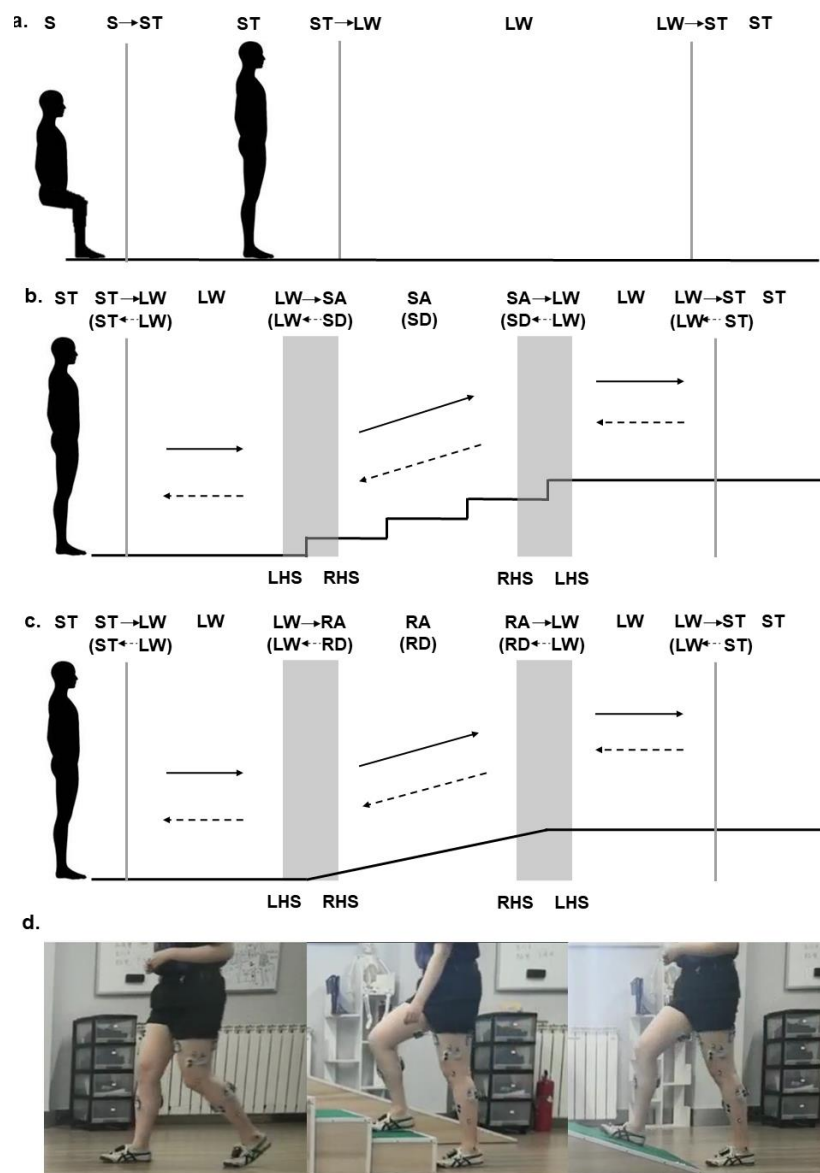 a. S S→ST ST ST→LW LW LW→ST ST
b. ST ST→LW LW LW→SA SA SA→LW LW LW→ST ST
(ST⇠LW) (LW⇠SD) (SD) (SD⇠LW) (LW⇠ST)
LHS RHS RHS LHS
c. ST ST→LW LW LW→RA RA RA→LW LW LW→ST ST
(ST⇠LW) (LW⇠RD) (RD) (RD⇠LW) (LW⇠ST)
LHS RHS RHS LHS
d.